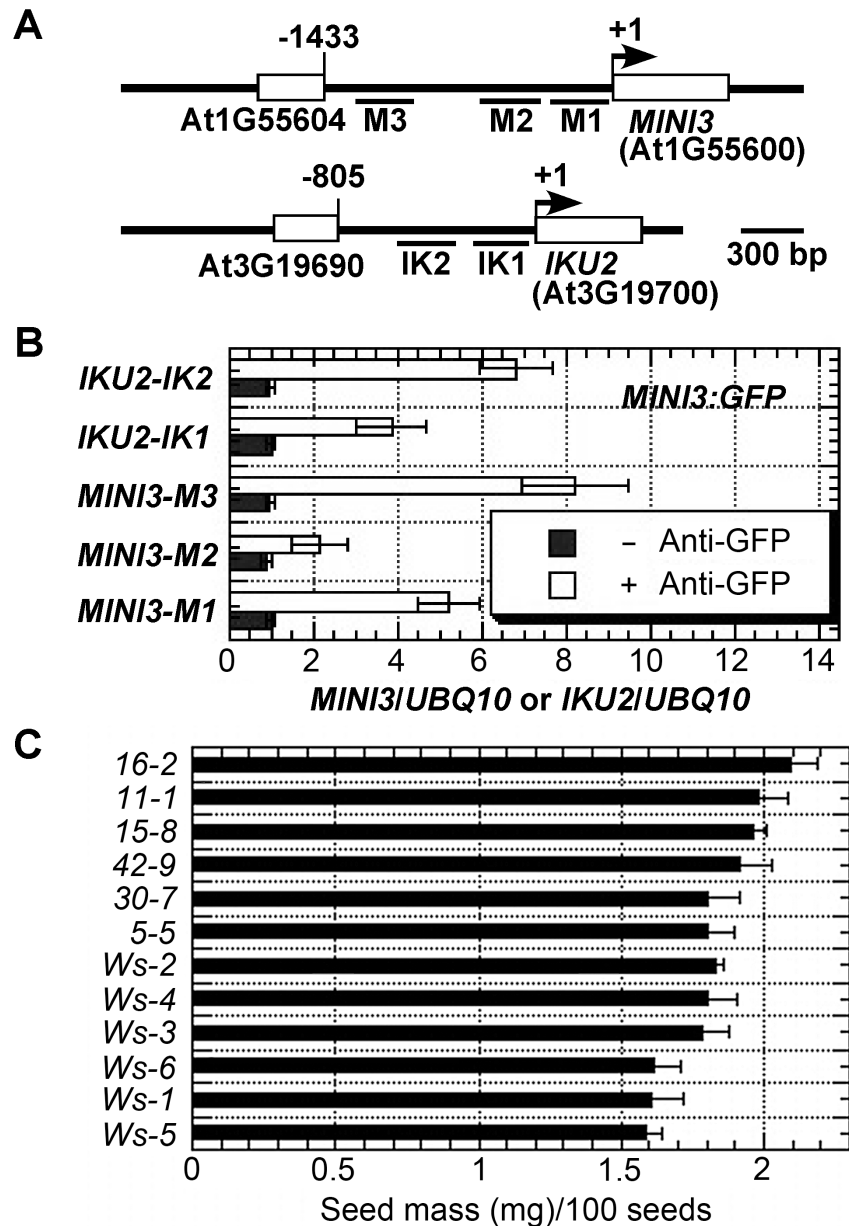 A
-1433
+1
At1G55604
M3
M2
M1
MINI3
(At1G55600)
-805
+1
At3G19690
IK2
IK1
IKU2
(At3G19700)
300 bp
B
MINI3:GFP
IKU2-IK2
IKU2-IK1
MINI3-M3
MINI3-M2
MINI3-M1
– Anti-GFP
+ Anti-GFP
0 2 4 6 8 10 12 14
MINI3/UBQ10 or IKU2/UBQ10
C
16-2
11-1
15-8
42-9
30-7
5-5
Ws-2
Ws-4
Ws-3
Ws-6
Ws-1
Ws-5
0 0.5 1 1.5 2
Seed mass (mg)/100 seeds